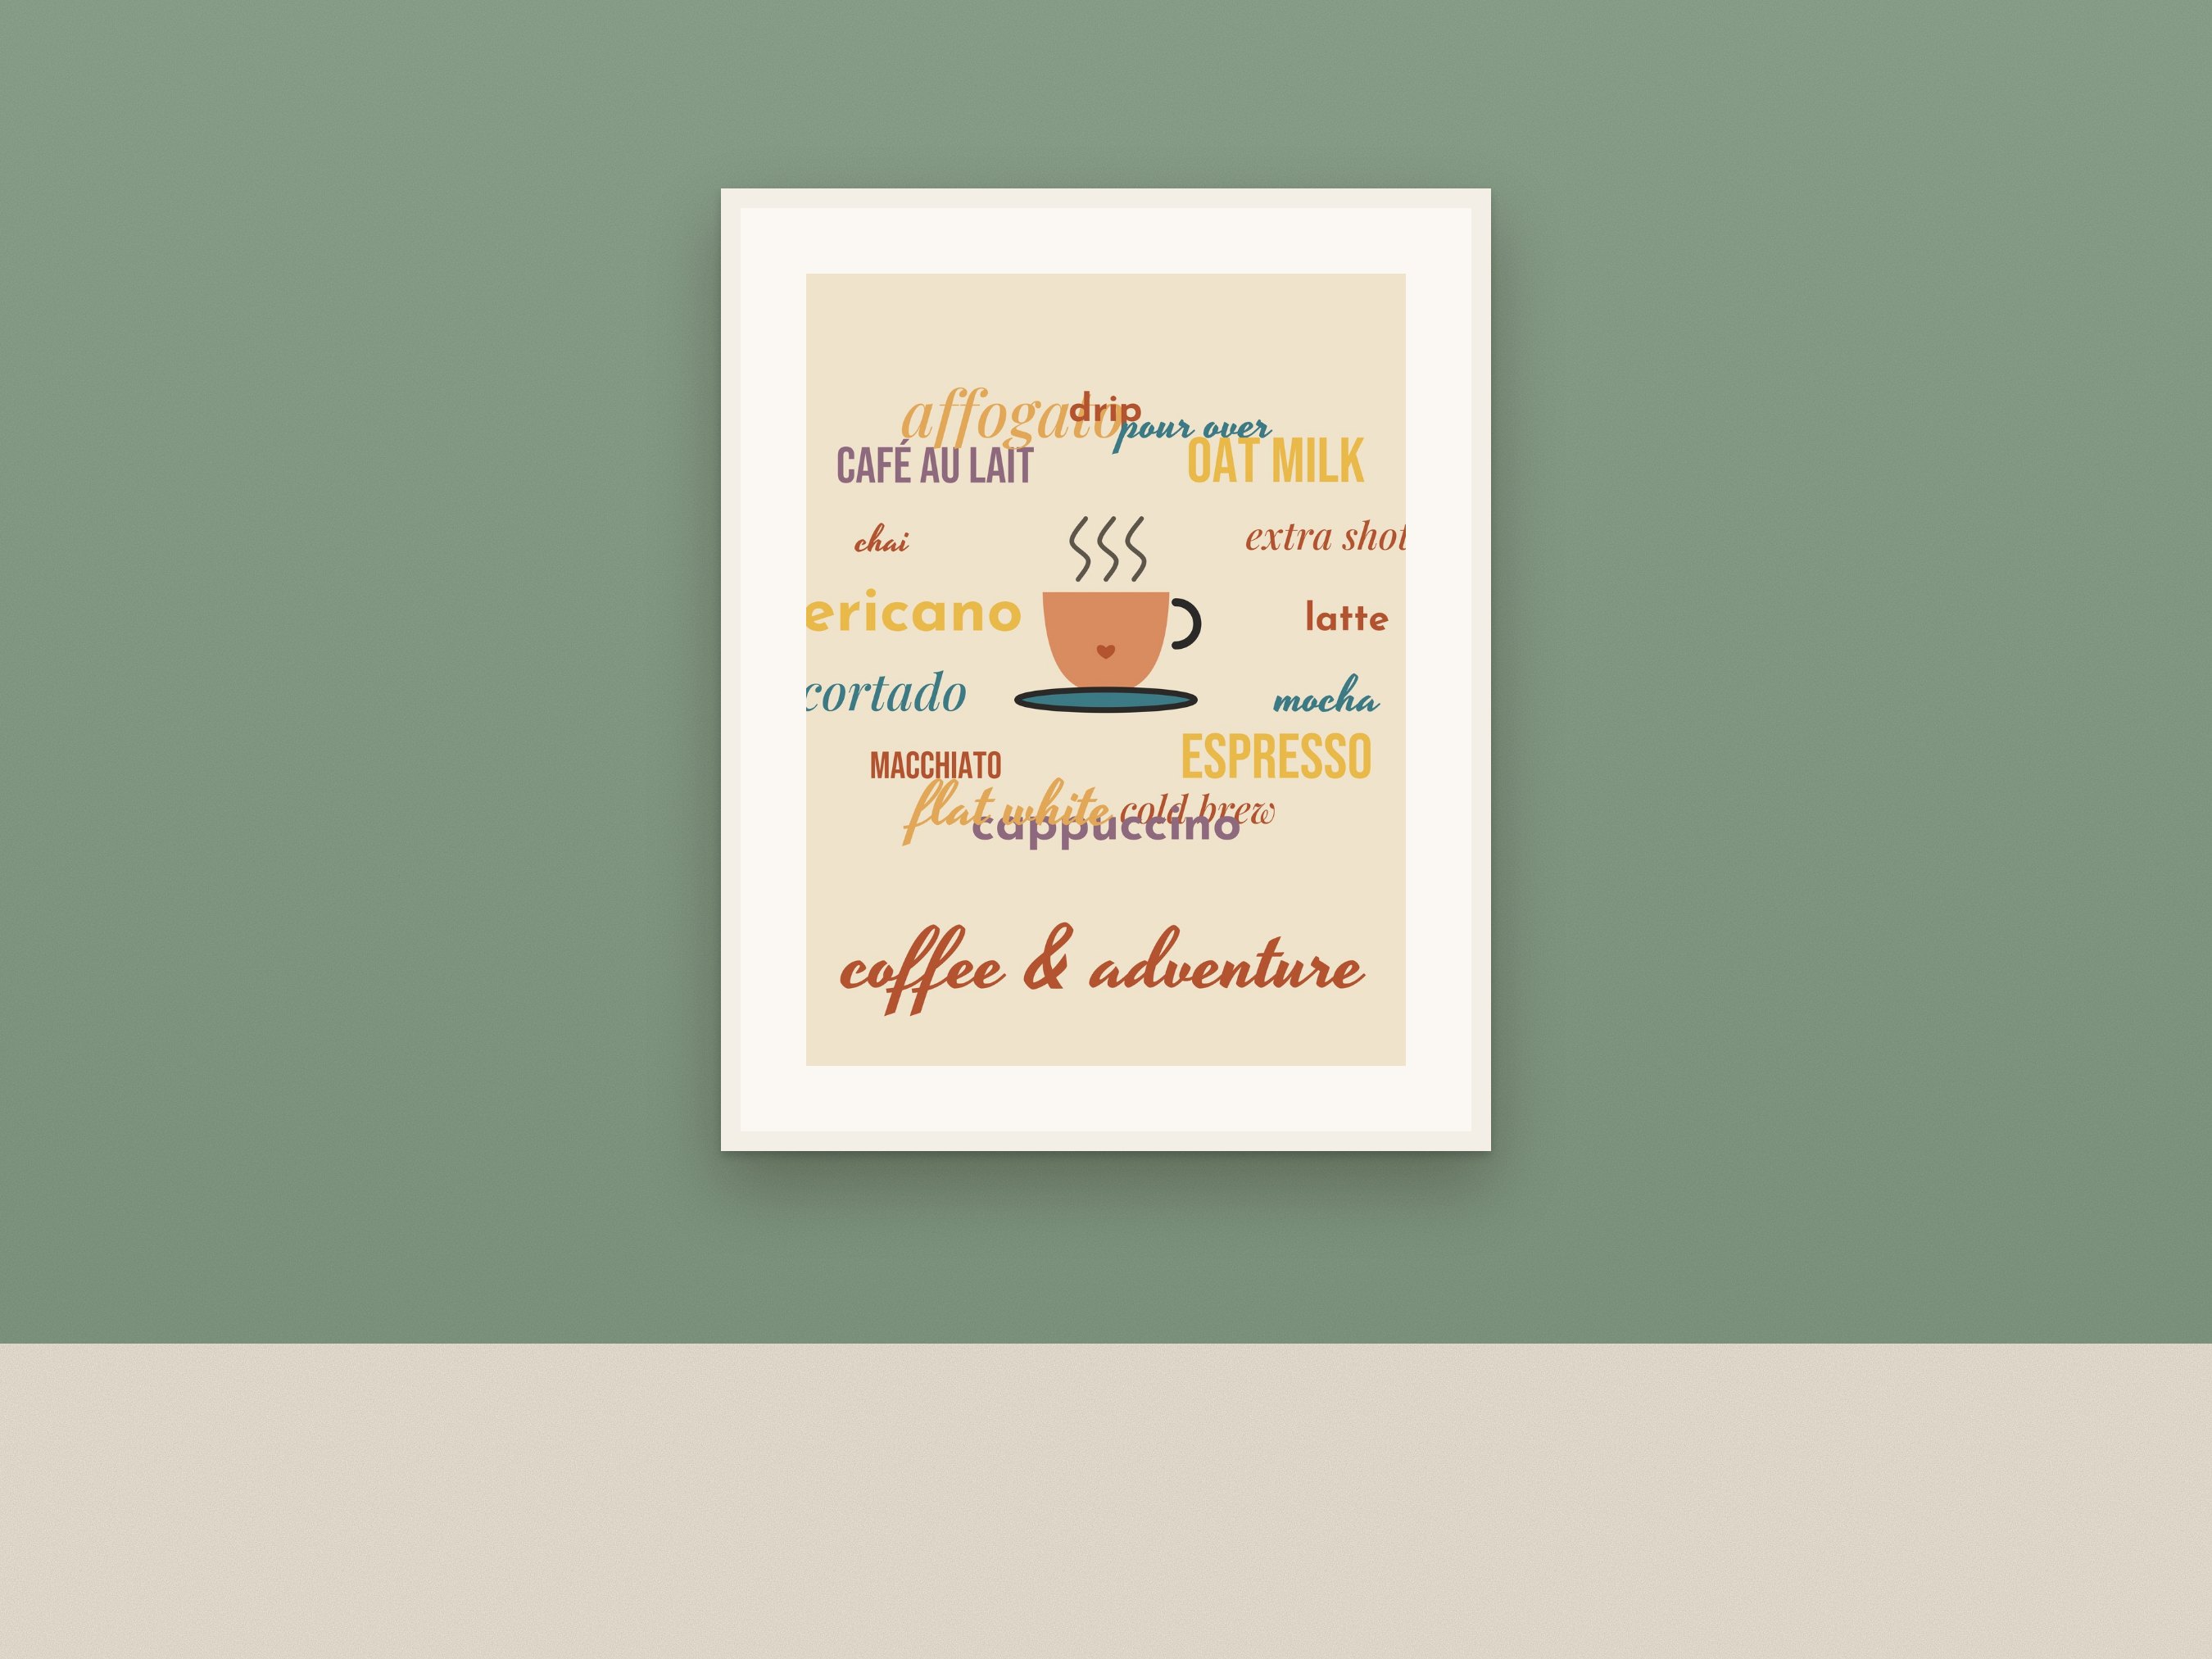 affogato
drip
pour over
CAFÉ AU LAIT
OAT MILK
chai
extra shot
ericano
latte
cortado
mocha
MACCHIATO
ESPRESSO
flat white
cold brew
cappuccino
coffee & adventure